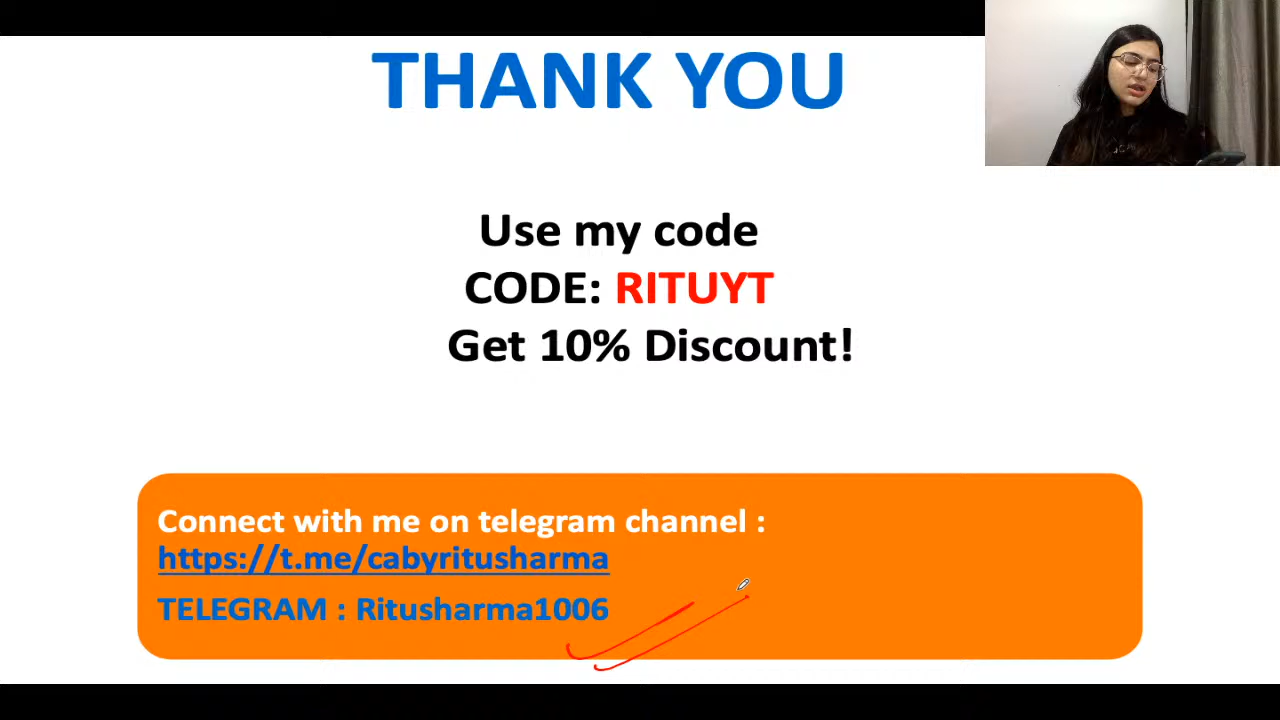 THANK YOU
Use my code
CODE: RITUYT
Get 10% Discount!
Connect with me on telegram channel :
https://t.me/cabyritusharma
TELEGRAM : Ritusharma1006